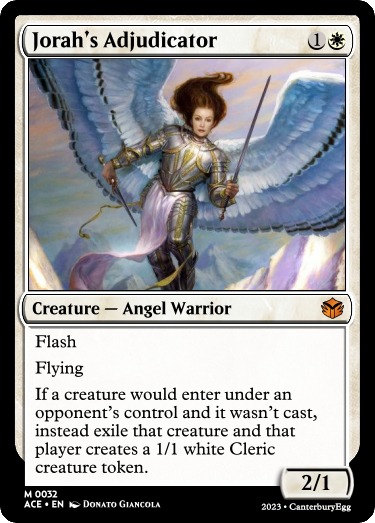 Jorah's Adjudicator 1
Creature — Angel Warrior
Flash
Flying
If a creature would enter under an
opponent's control and it wasn't cast,
instead exile that creature and that
player creates a 1/1 white Cleric
creature token.
2/1
M 0032
ACE • EN Donato Giancola
2023 • CanterburyEgg